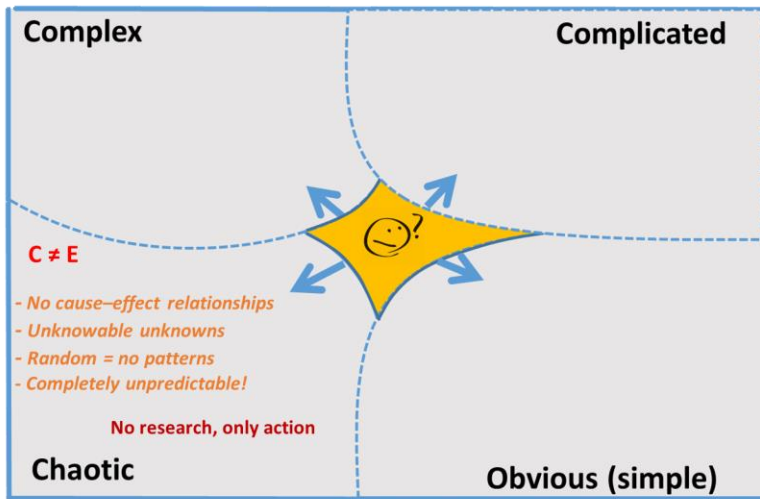 Complex
Complicated
?
C ≠ E
- No cause–effect relationships
- Unknowable unknowns
- Random = no patterns
- Completely unpredictable!
No research, only action
Chaotic
Obvious (simple)